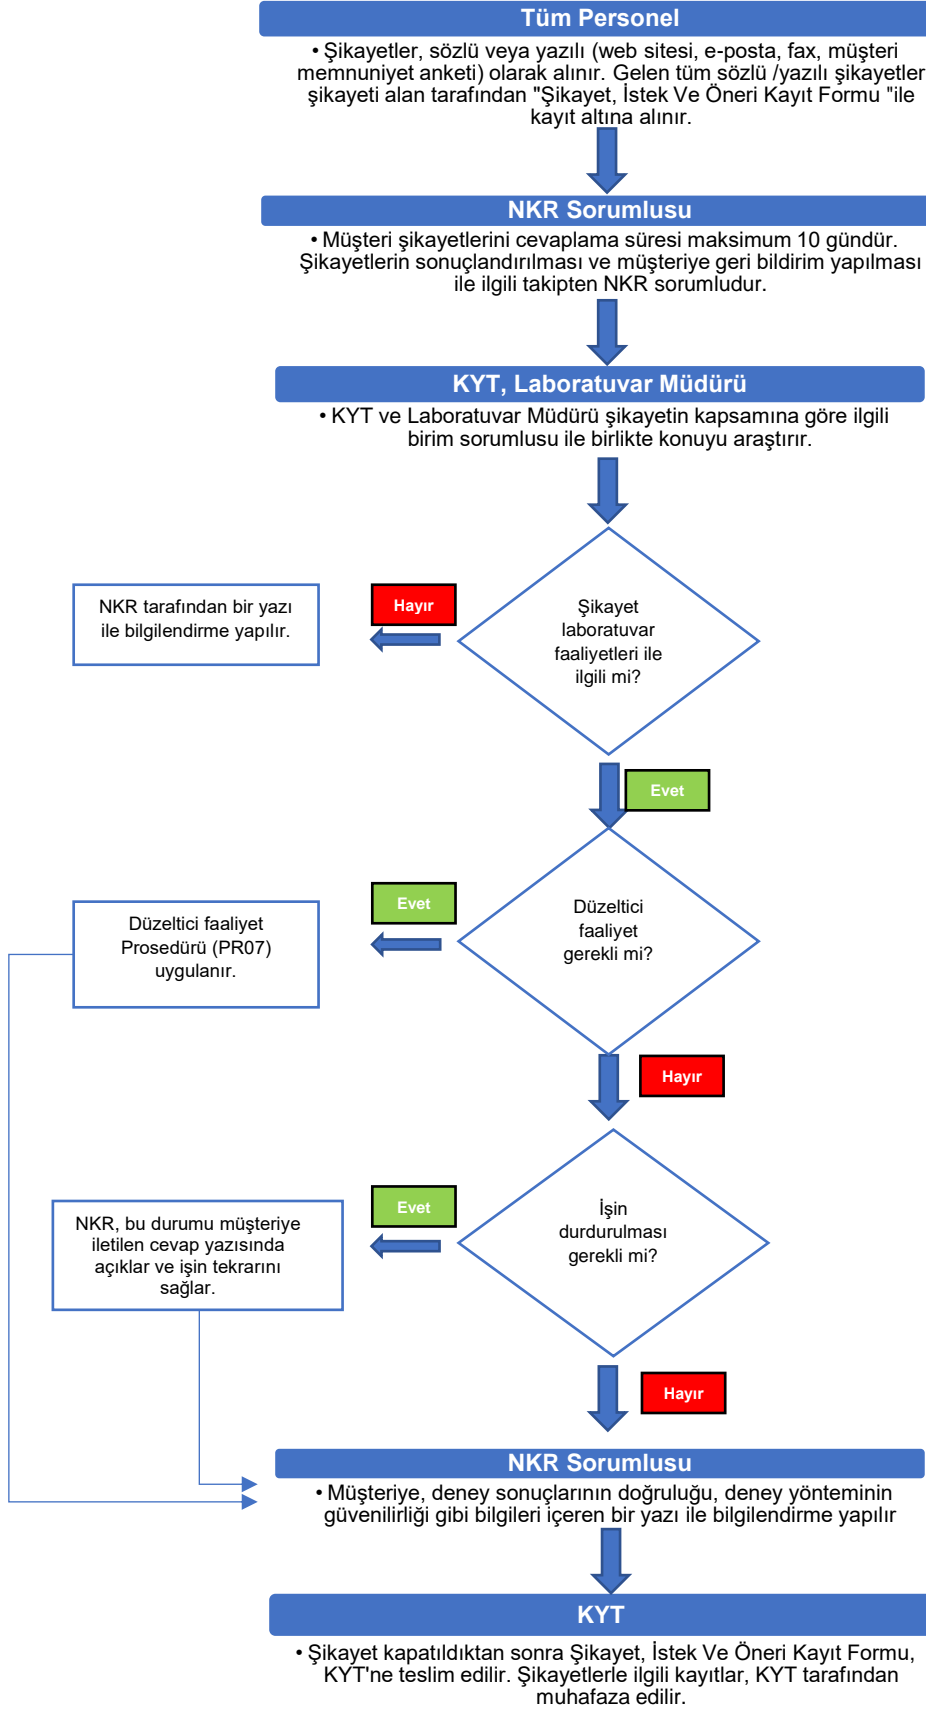 Tüm Personel
• Şikayetler, sözlü veya yazılı (web sitesi, e-posta, fax, müşteri
memnuniyet anketi) olarak alınır. Gelen tüm sözlü /yazılı şikayetler
şikayeti alan tarafından "Şikayet, İstek Ve Öneri Kayıt Formu "ile
kayıt altına alınır.
NKR Sorumlusu
• Müşteri şikayetlerini cevaplama süresi maksimum 10 gündür.
Şikayetlerin sonuçlandırılması ve müşteriye geri bildirim yapılması
ile ilgili takipten NKR sorumludur.
KYT, Laboratuvar Müdürü
• KYT ve Laboratuvar Müdürü şikayetin kapsamına göre ilgili
birim sorumlusu ile birlikte konuyu araştırır.
Şikayet
laboratuvar
faaliyetleri ile
ilgili mi?
Hayır
NKR tarafından bir yazı
ile bilgilendirme yapılır.
Evet
Düzeltici
faaliyet
gerekli mi?
Evet
Düzeltici faaliyet
Prosedürü (PR07)
uygulanır.
Hayır
İşin
durdurulması
gerekli mi?
Evet
NKR, bu durumu müşteriye
iletilen cevap yazısında
açıklar ve işin tekrarını
sağlar.
Hayır
NKR Sorumlusu
• Müşteriye, deney sonuçlarının doğruluğu, deney yönteminin
güvenilirliği gibi bilgileri içeren bir yazı ile bilgilendirme yapılır
KYT
• Şikayet kapatıldıktan sonra Şikayet, İstek Ve Öneri Kayıt Formu,
KYT'ne teslim edilir. Şikayetlerle ilgili kayıtlar, KYT tarafından
muhafaza edilir.